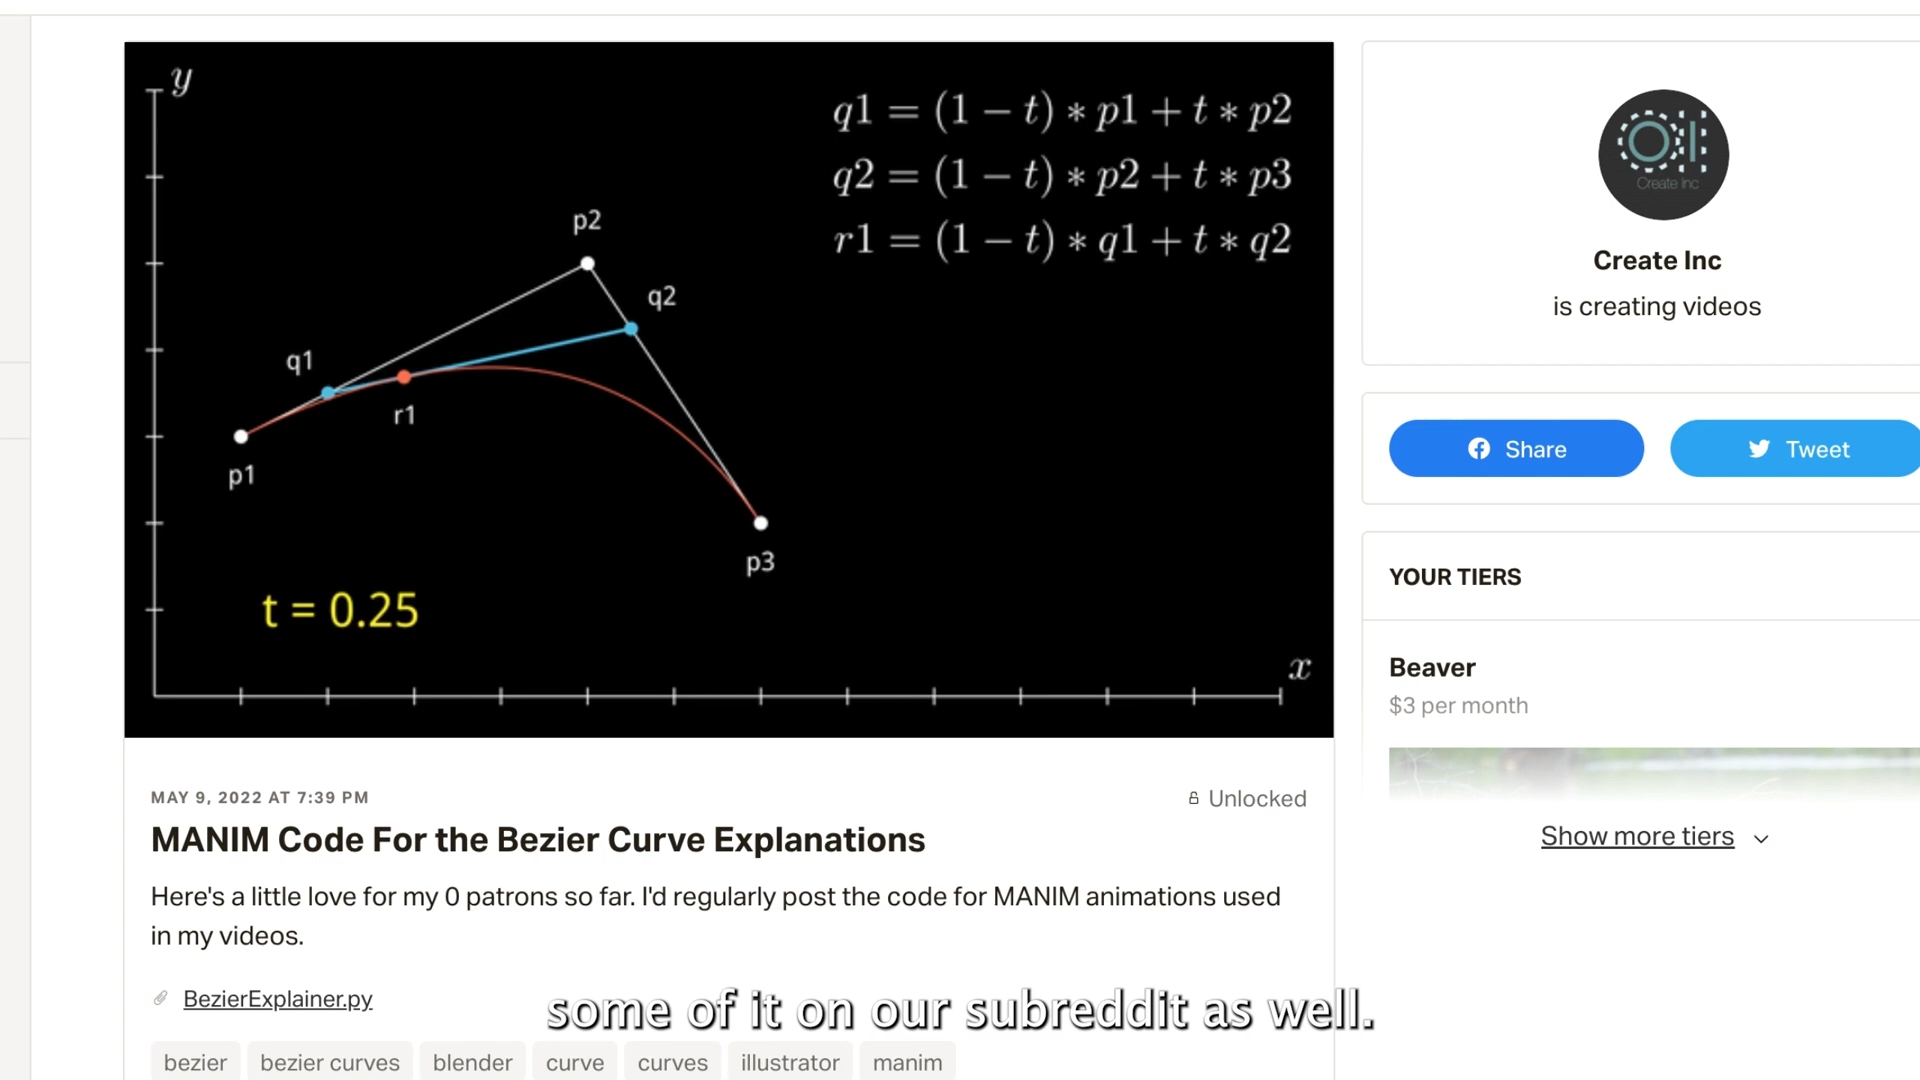 y
q1 = (1 − t) ∗ p1 + t ∗ p2
q2 = (1 − t) ∗ p2 + t ∗ p3
r1 = (1 − t) ∗ q1 + t ∗ q2
p2
q2
q1
r1
p1
p3
t = 0.25
x
Create Inc
Create Inc
is creating videos
Share
Tweet
YOUR TIERS
Beaver
$3 per month
Show more tiers
MAY 9, 2022 AT 7:39 PM
Unlocked
MANIM Code For the Bezier Curve Explanations
Here's a little love for my 0 patrons so far. I'd regularly post the code for MANIM animations used
in my videos.
BezierExplainer.py
some of it on our subreddit as well.
bezier
bezier curves
blender
curve
curves
illustrator
manim